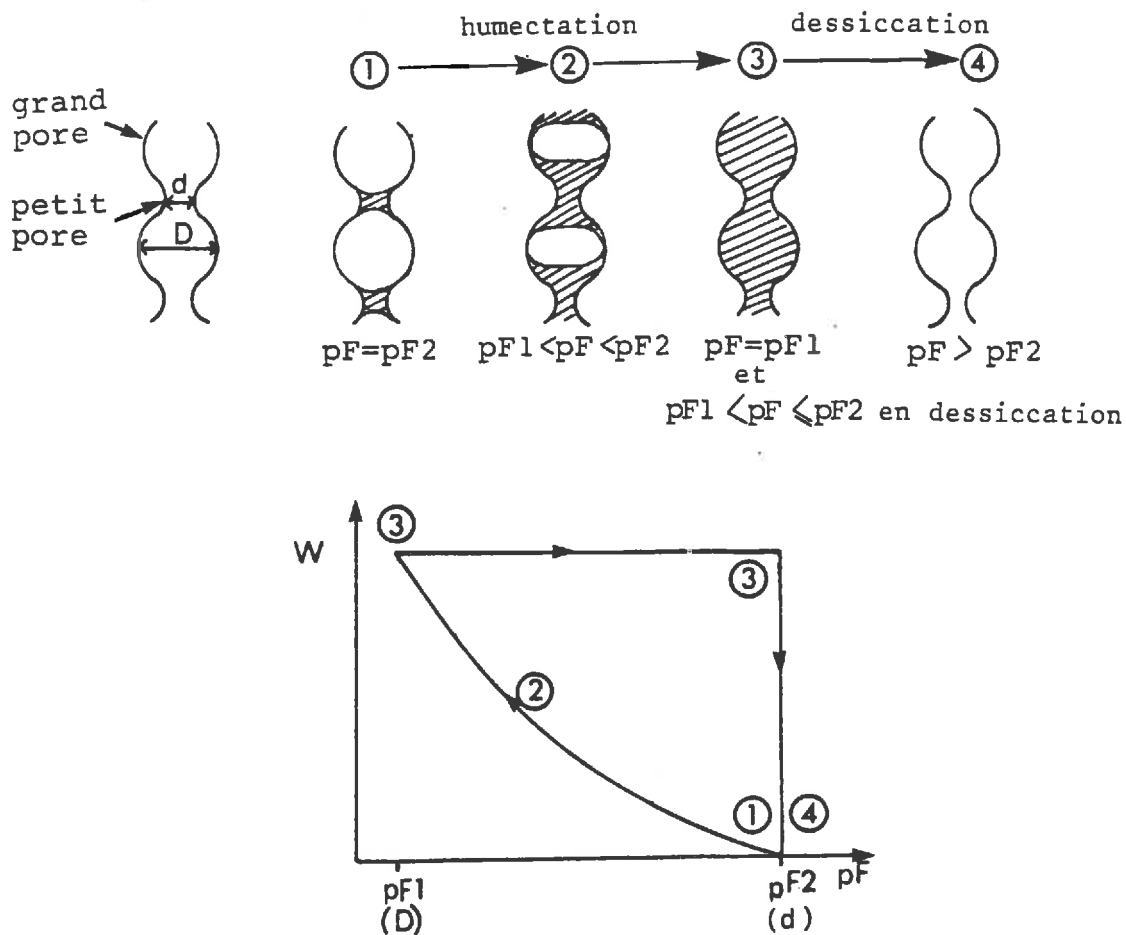 humectation
dessiccation
① ② ③ ④
grand
pore
petit
pore
d
D
pF=pF2
pF1<pF<pF2
pF=pF1
et
pF1 <pF ⩽pF2 en dessiccation
pF > pF2
W
③
③
②
① ④
pF1
(D)
pF2
(d)
pF